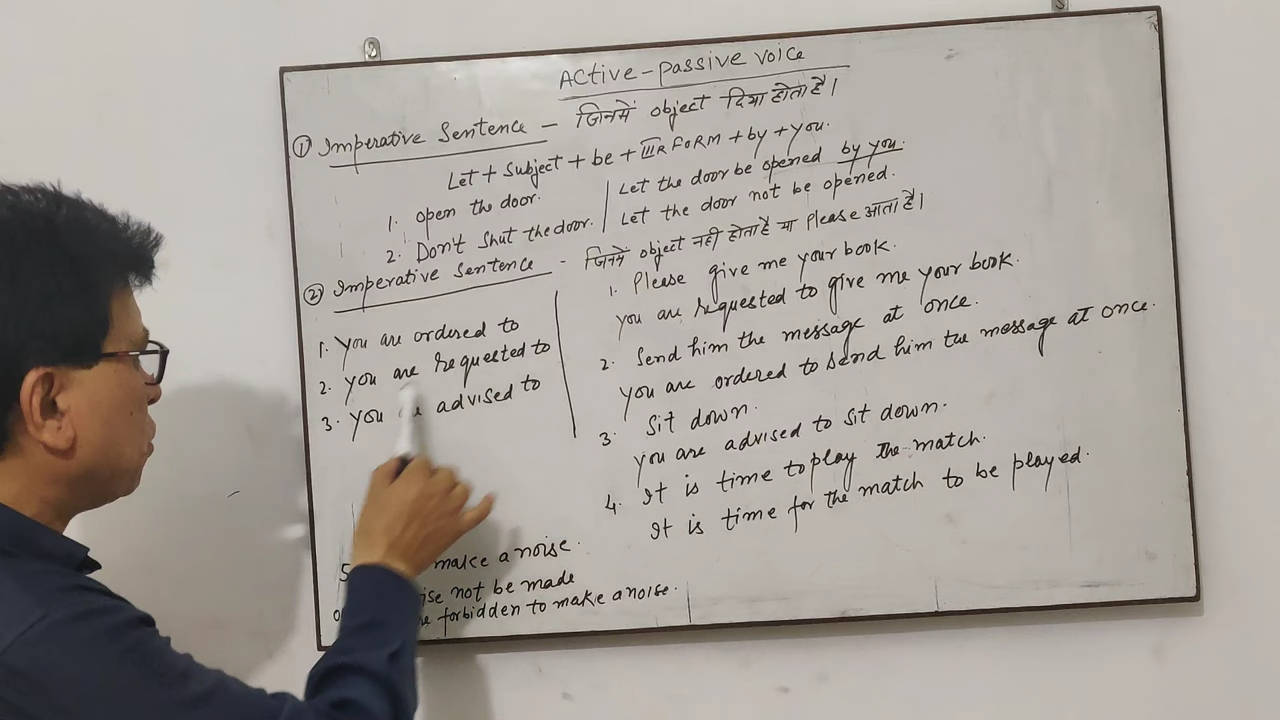 Active-Passive Voice
① Imperative Sentence - जिनमें object दिया होता है।
Let + Subject + be + IIIR FORM + by + you.
1. open the door. | Let the door be opened by you.
2. Don't shut the door. | Let the door not be opened.
② Imperative Sentence - जिनमें object नहीं होता है या Please आता है।
1. You are ordered to
2. you are requested to
3. you advised to
1. Please give me your book.
you are requested to give me your book.
2. Send him the message at once.
you are ordered to send him the message at once.
3. Sit down.
you are advised to sit down.
4. It is time to play the match.
It is time for the match to be played.
5 make a noise.
not be made
forbidden to make a noise.